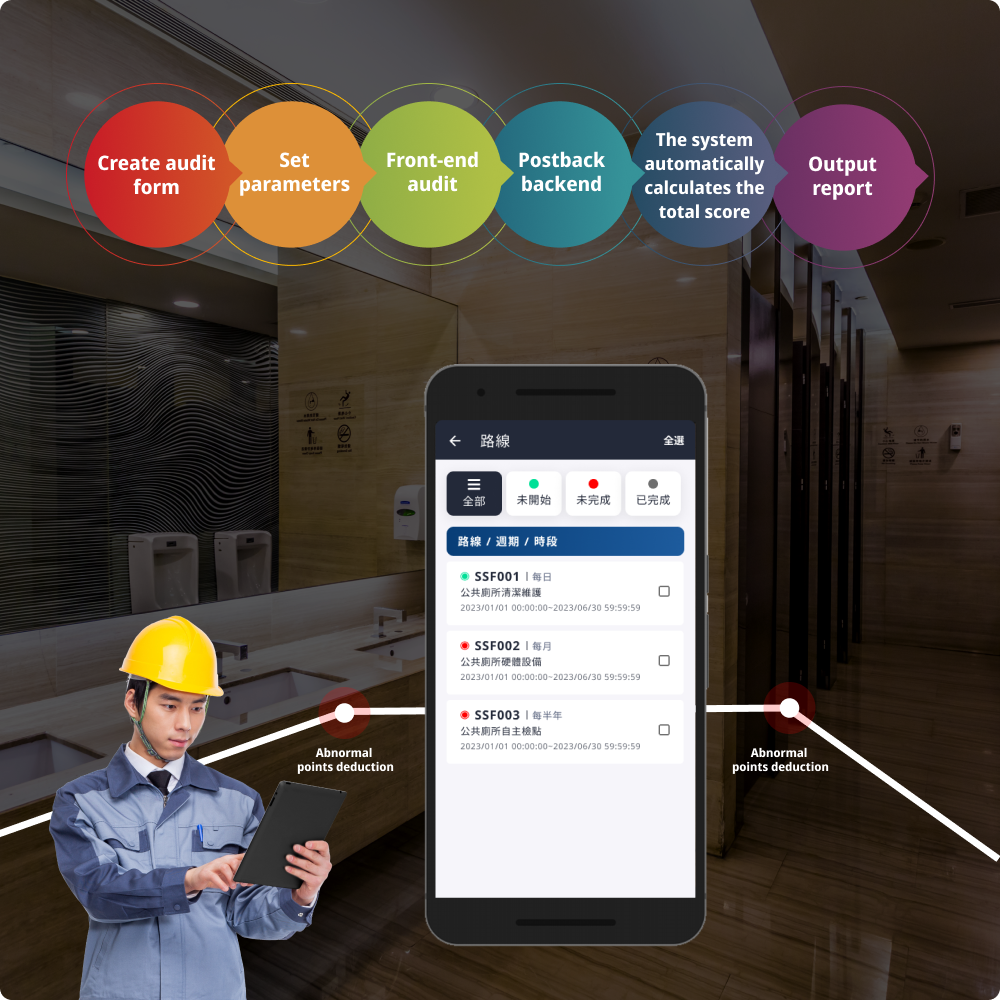 Create audit
form
Set
parameters
Front-end
audit
Postback
backend
The system
automatically
calculates the
total score
Output
report
路線
全選
全部
未開始
未完成
已完成
路線 / 週期 / 時段
SSF001 | 每日
公共廁所清潔維護
2023/01/01 00:00:00~2023/06/30 59:59:59
SSF002 | 每月
公共廁所硬體設備
2023/01/01 00:00:00~2023/06/30 59:59:59
SSF003 | 每半年
公共廁所自主檢點
2023/01/01 00:00:00~2023/06/30 59:59:59
Abnormal
points deduction
Abnormal
points deduction